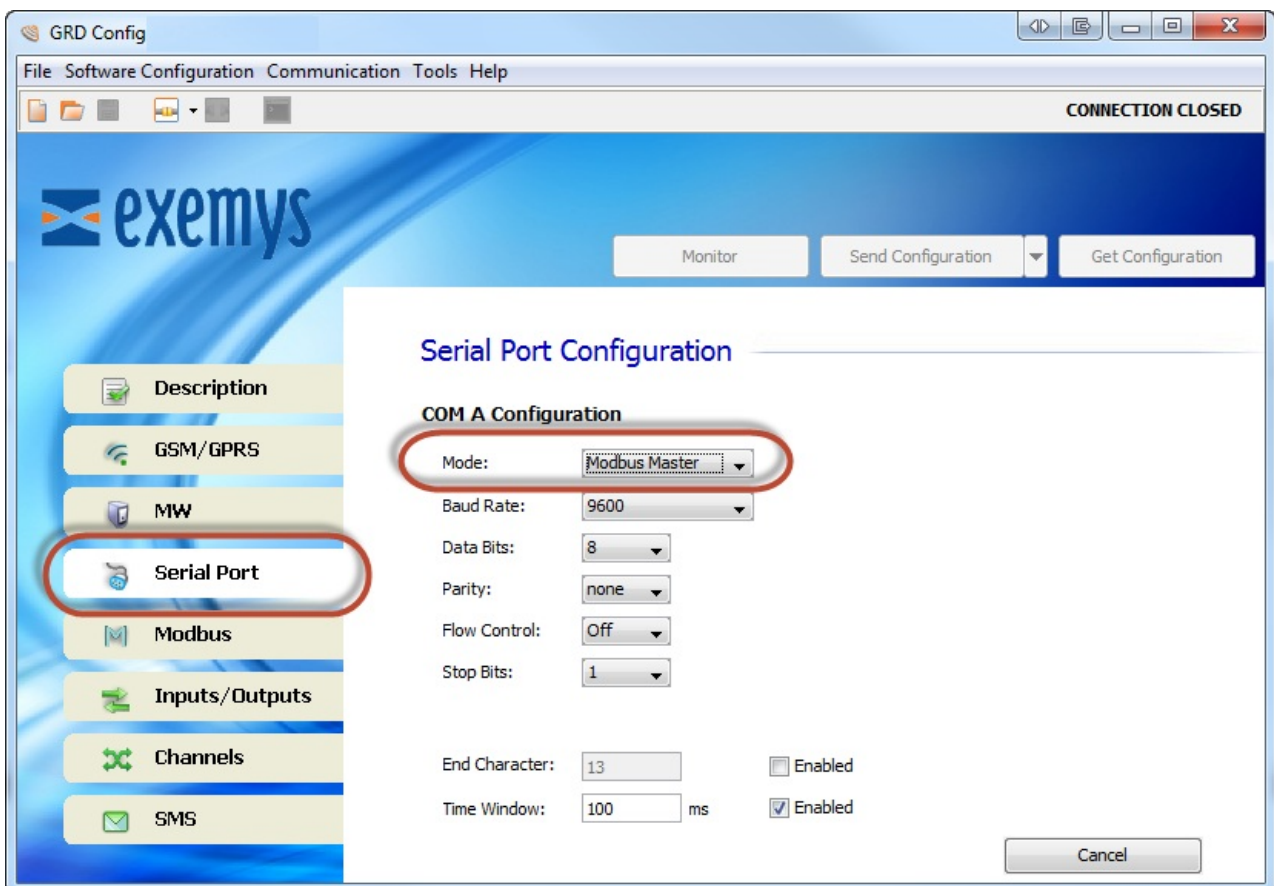 GRD Config
File Software Configuration Communication Tools Help
CONNECTION CLOSED
exemys
Monitor Send Configuration Get Configuration
Description
GSM/GPRS
MW
Serial Port
Modbus
Inputs/Outputs
Channels
SMS
Serial Port Configuration
COM A Configuration
Mode: Modbus Master
Baud Rate: 9600
Data Bits: 8
Parity: none
Flow Control: Off
Stop Bits: 1
End Character: 13 Enabled
Time Window: 100 ms Enabled
Cancel